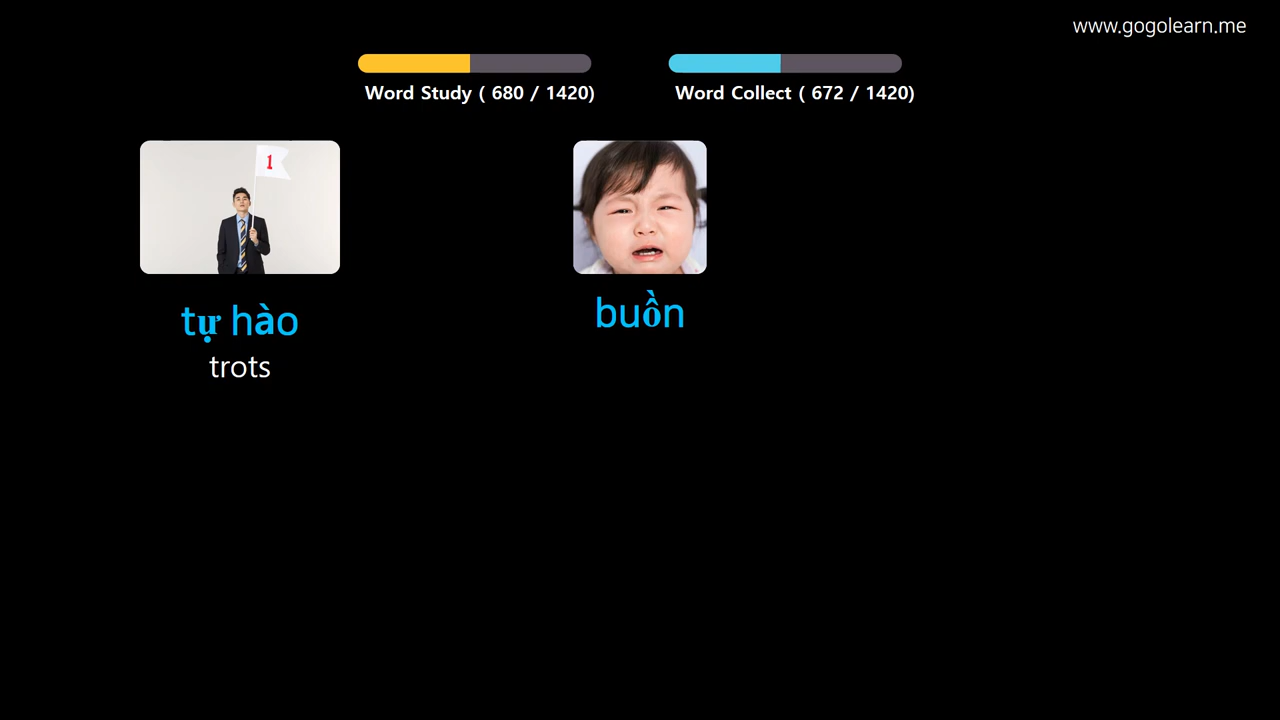 www.gogolearn.me
Word Study ( 680 / 1420)
Word Collect ( 672 / 1420)
1
tự hào
trots
buồn